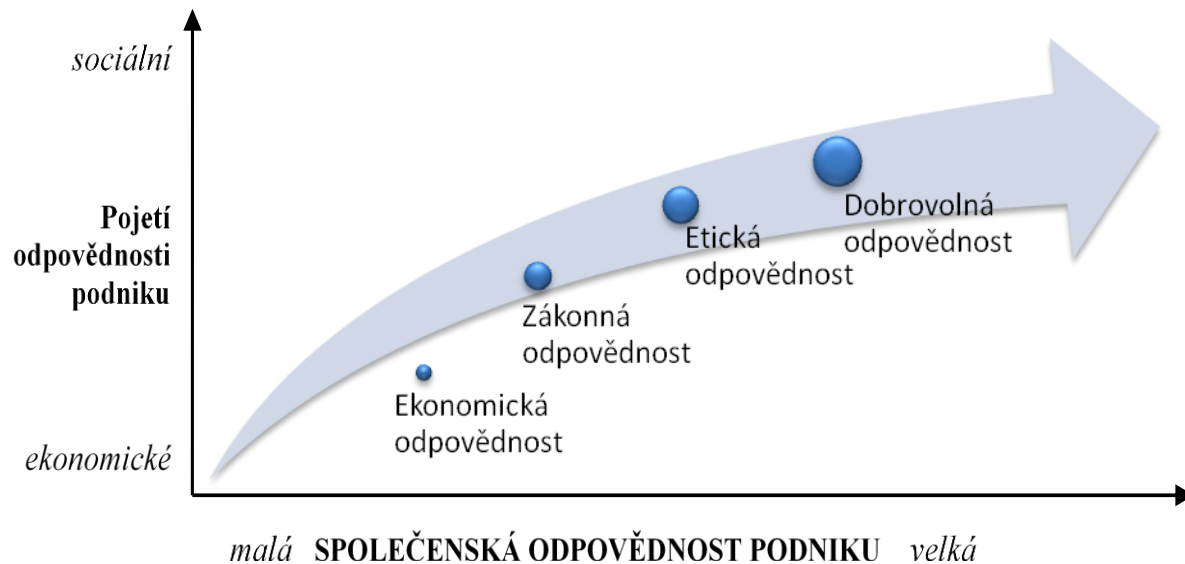 sociální
Pojetí
odpovědnosti
podniku
ekonomické
Dobrovolná
odpovědnost
Etická
odpovědnost
Zákonná
odpovědnost
Ekonomická
odpovědnost
malá SPOLEČENSKÁ ODPOVĚDNOST PODNIKU velká